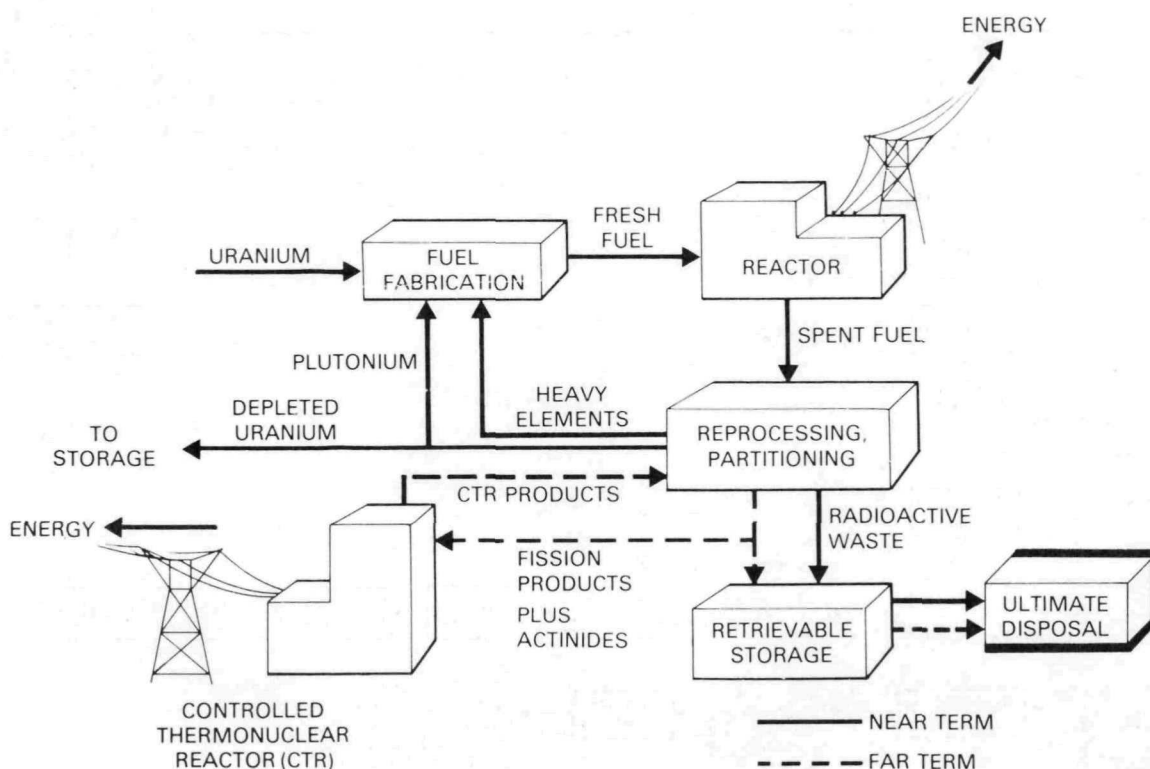 ENERGY
FRESH
FUEL
URANIUM
FUEL
FABRICATION
REACTOR
SPENT FUEL
PLUTONIUM
HEAVY
ELEMENTS
DEPLETED
URANIUM
TO
STORAGE
REPROCESSING,
PARTITIONING
CTR PRODUCTS
RADIOACTIVE
WASTE
ENERGY
FISSION
PRODUCTS
PLUS
ACTINIDES
RETRIEVABLE
STORAGE
ULTIMATE
DISPOSAL
CONTROLLED
THERMONUCLEAR
REACTOR (CTR)
NEAR TERM
FAR TERM